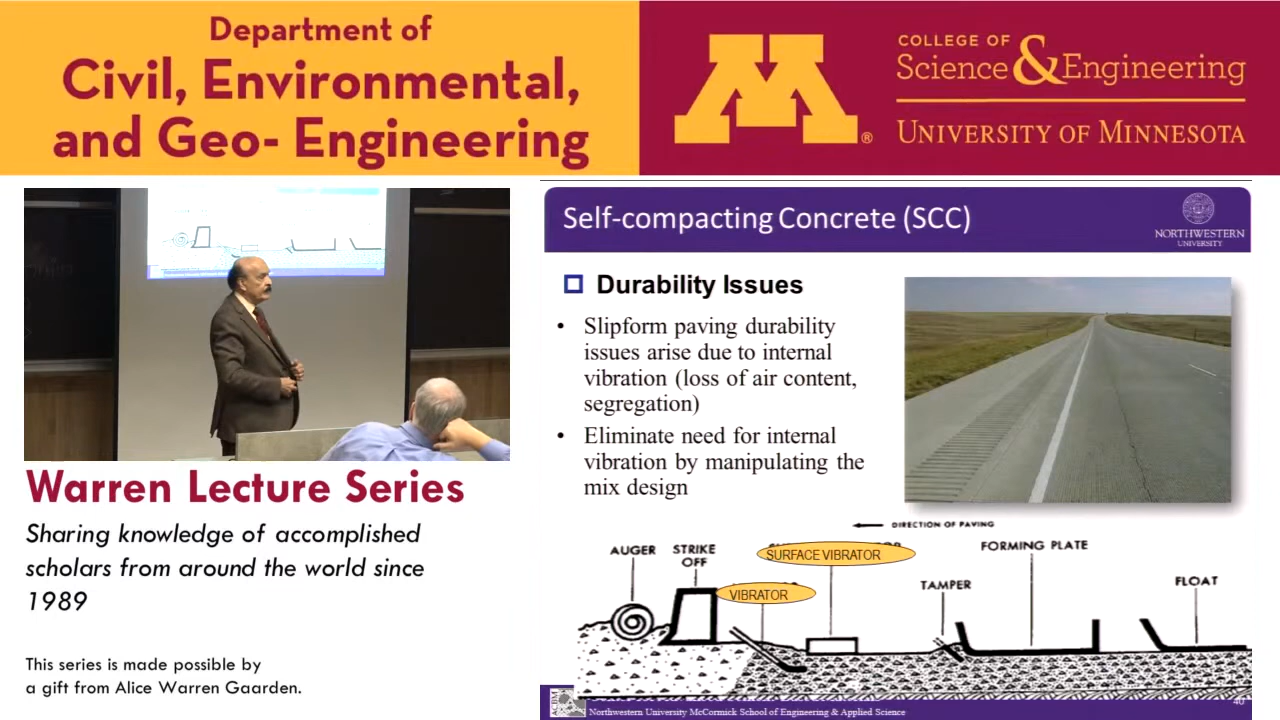 Department of
Civil, Environmental,
and Geo- Engineering
M®
COLLEGE OF
Science & Engineering
UNIVERSITY OF MINNESOTA
Self-compacting Concrete (SCC)
NORTHWESTERN
UNIVERSITY
Durability Issues
• Slipform paving durability
issues arise due to internal
vibration (loss of air content,
segregation)
• Eliminate need for internal
vibration by manipulating the
mix design
DIRECTION OF PAVING
AUGER
STRIKE
OFF
SURFACE VIBRATOR
VIBRATOR
FORMING PLATE
TAMPER
FLOAT
Northwestern University McCormick School of Engineering & Applied Science
40
Warren Lecture Series
Sharing knowledge of accomplished
scholars from around the world since
1989
This series is made possible by
a gift from Alice Warren Gaarden.